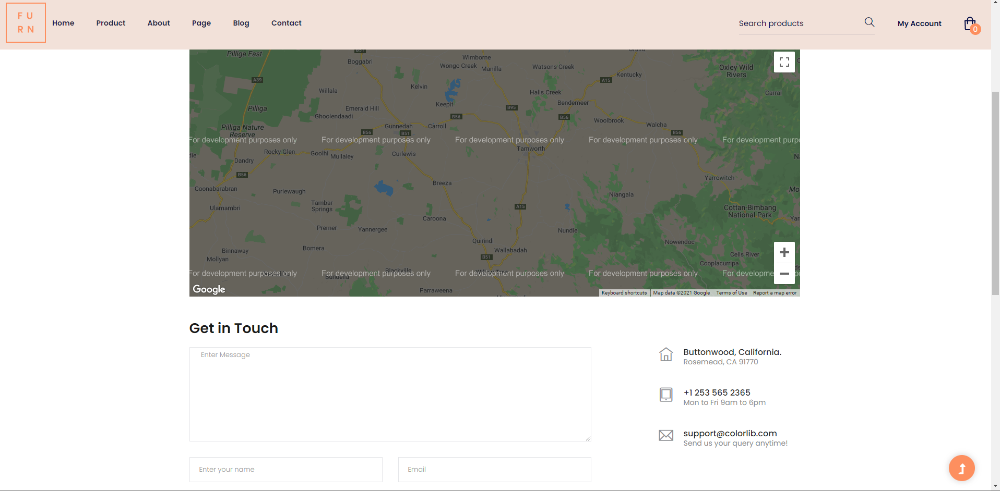 F U
R N
Home
Product
About
Page
Blog
Contact
Search products
My Account
0
Pilliga East
B51
Boggabri
Wimborne
Wongo Creek
Manilla
Watsons Creek
Oxley Wild
Rivers
A39
A15
Kentucky
Kelvin
Willala
Halls Creek
Carrai
Keepit
Bendemeer
Pilliga
Emerald Hill
B95
Ghoolendaadi
B56
B56
Woolbrook
Pilliga Nature
Reserve
Gunnedah
Carroll
Walcha
B56
B51
B56
For development purposes only
For development purposes only
For development purposes only
For development purposes only
For development purpo
Tamworth
Rocky Glen
Goolhi
Mullaley
Curlewis
Dandry
B56
Yarrowitch
Breeza
Coonabarabran
Purlewaugh
Niangala
Tambar
Springs
Ulamambri
A15
Cottan-Bimbang
National Park
Caroona
Premer
Yannergee
Nundle
Quirindi
Nowendoc
Bomera
Binnaway
Wallabadah
Cells River
Mollyan
B51
Cooplacurripa
Blackville
For development purposes only
For development purposes only
For development purposes only
For development purposes only
For developme
Bundella
Parraweena
Google
Keyboard shortcuts
Map data ©2021 Google
Terms of Use
Report a map error
Get in Touch
Enter Message
Buttonwood, California.
Rosemead, CA 91770
+1 253 565 2365
Mon to Fri 9am to 6pm
support@colorlib.com
Send us your query anytime!
Enter your name
Email